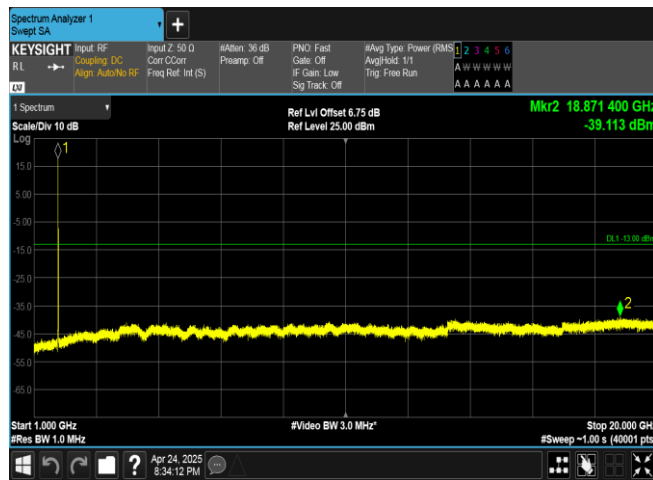 Spectrum Analyzer 1
Swept SA
KEYSIGHT
RL
LXI
Input: RF
Coupling: DC
Align: Auto/No RF
Input Z: 50 Ω
Corr CCorr
Freq Ref: Int (S)
#Atten: 36 dB
Preamp: Off
PNO: Fast
Gate: Off
IF Gain: Low
Sig Track: Off
#Avg Type: Power (RMS
Avg|Hold: 1/1
Trig: Free Run
1 2 3 4 5 6
A W W W W W
A A A A A A
1 Spectrum
Scale/Div 10 dB
Ref Lvl Offset 6.75 dB
Ref Level 25.00 dBm
Mkr2 18.871 400 GHz
-39.113 dBm
Log
1
15.0
5.00
-5.00
DL1 -13.00 dBm
-15.0
-25.0
-35.0
2
-45.0
-55.0
-65.0
Start 1.000 GHz
#Res BW 1.0 MHz
#Video BW 3.0 MHz*
Stop 20.000 GHz
#Sweep ~1.00 s (40001 pts
?
Apr 24, 2025
8:34:12 PM